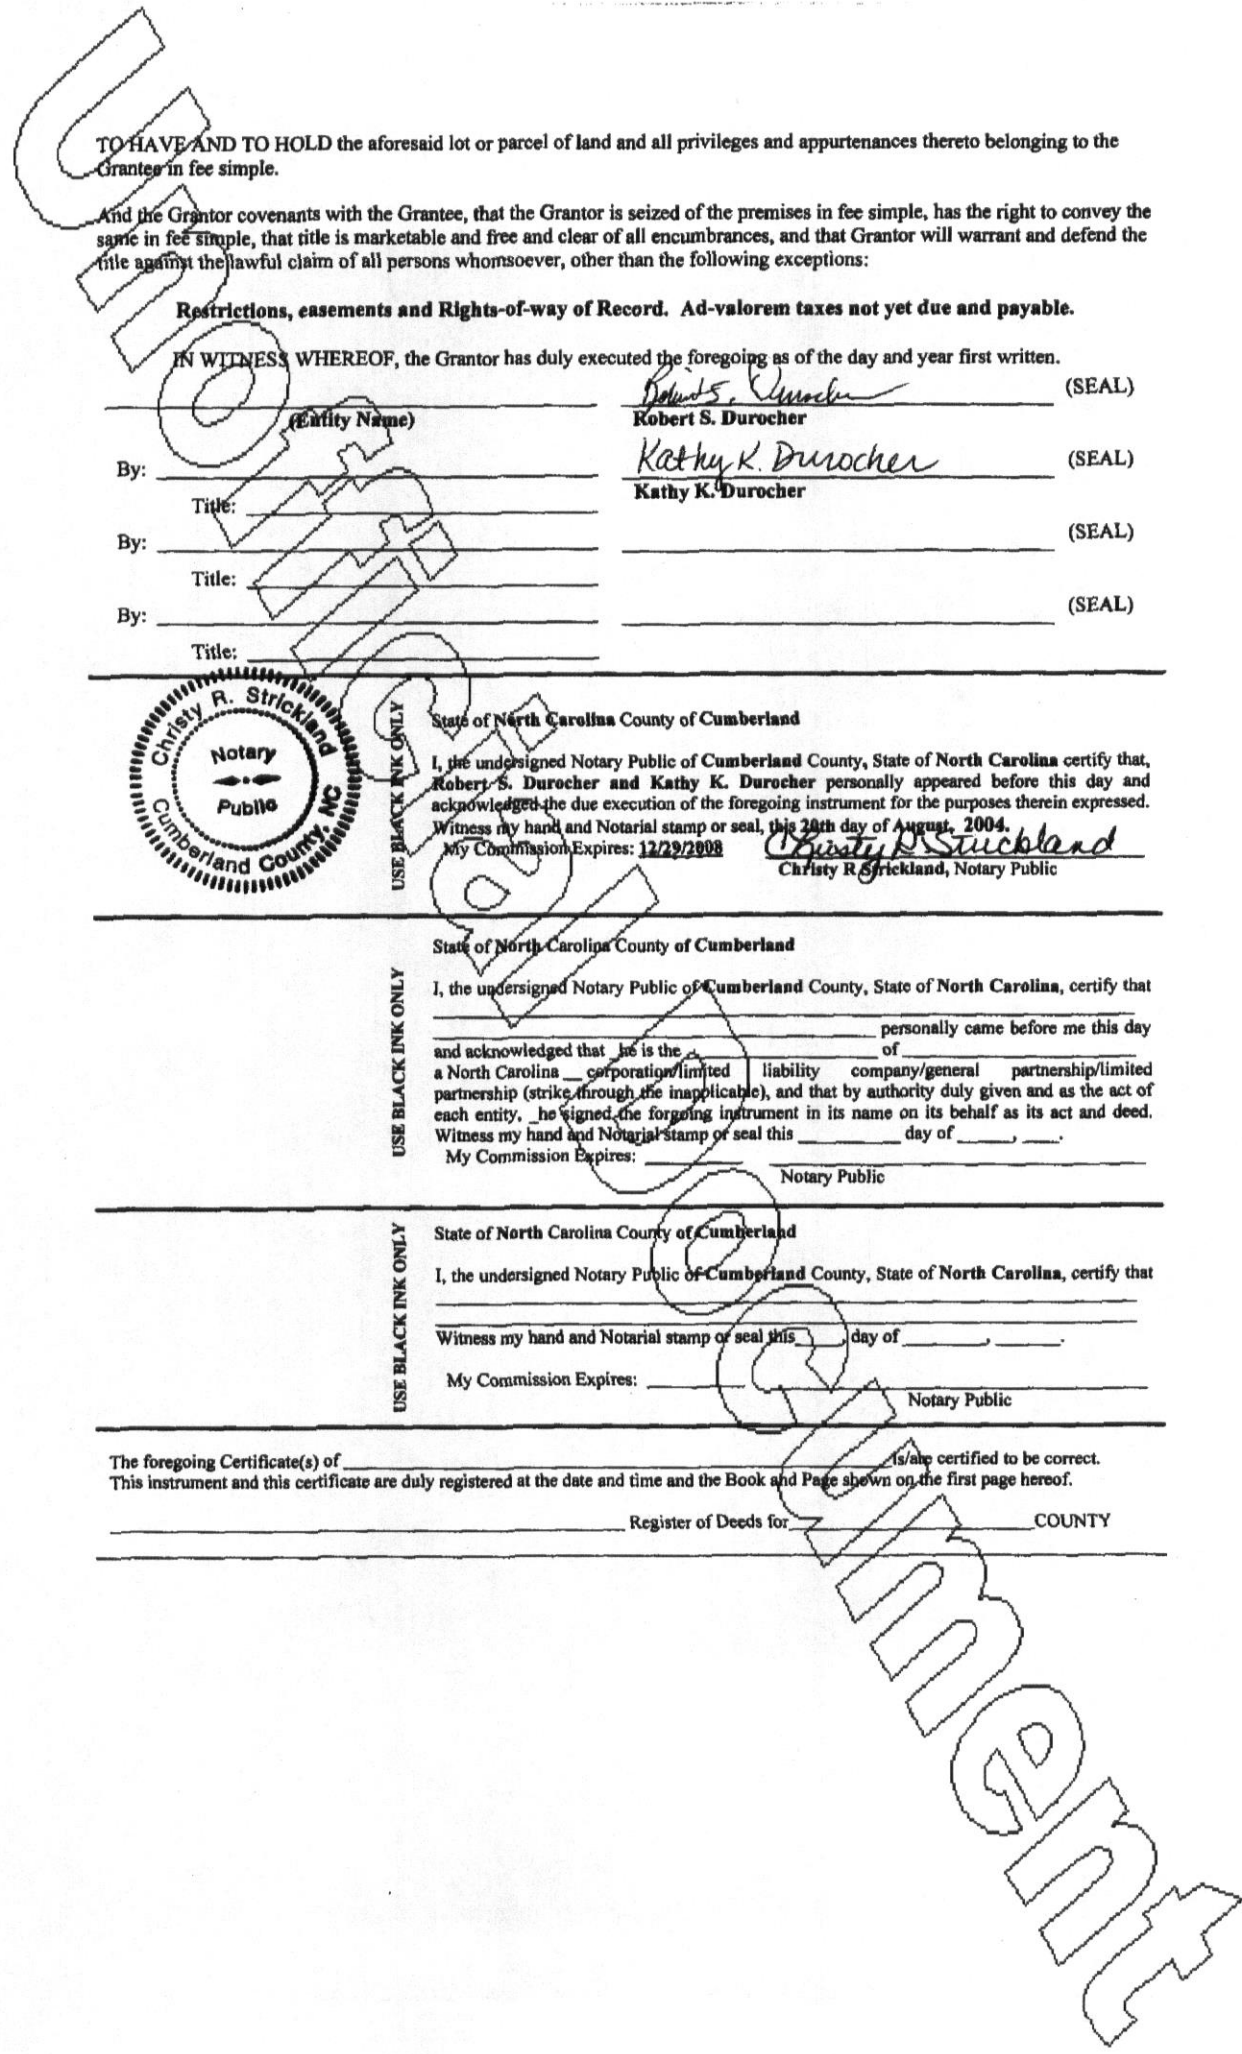 TO HAVE AND TO HOLD the aforesaid lot or parcel of land and all privileges and appurtenances thereto belonging to the
Grantee in fee simple.
And the Grantor covenants with the Grantee, that the Grantor is seized of the premises in fee simple, has the right to convey the
same in fee simple, that title is marketable and free and clear of all encumbrances, and that Grantor will warrant and defend the
title against the lawful claim of all persons whomsoever, other than the following exceptions:
Restrictions, easements and Rights-of-way of Record. Ad-valorem taxes not yet due and payable.
IN WITNESS WHEREOF, the Grantor has duly executed the foregoing as of the day and year first written.
Robert S. Durocher (SEAL)
(Entity Name) Robert S. Durocher
By: Kathy K. Durocher (SEAL)
Kathy K. Durocher
Title:
By: (SEAL)
Title:
By: (SEAL)
Title:
Christy R. Strickland
Notary
Public
Cumberland County, NC
USE BLACK INK ONLY
State of North Carolina County of Cumberland
I, the undersigned Notary Public of Cumberland County, State of North Carolina certify that,
Robert S. Durocher and Kathy K. Durocher personally appeared before this day and
acknowledged the due execution of the foregoing instrument for the purposes therein expressed.
Witness my hand and Notarial stamp or seal, this 20th day of August, 2004.
My Commission Expires: 12/29/2008 Christy R Strickland
Christy R Strickland, Notary Public
USE BLACK INK ONLY
State of North Carolina County of Cumberland
I, the undersigned Notary Public of Cumberland County, State of North Carolina, certify that
personally came before me this day
and acknowledged that _he is the of
a North Carolina __ corporation/limited liability company/general partnership/limited
partnership (strike through the inapplicable), and that by authority duly given and as the act of
each entity, _he signed the forgoing instrument in its name on its behalf as its act and deed.
Witness my hand and Notarial stamp or seal this ________ day of _____, ___.
My Commission Expires:
Notary Public
USE BLACK INK ONLY
State of North Carolina County of Cumberland
I, the undersigned Notary Public of Cumberland County, State of North Carolina, certify that
Witness my hand and Notarial stamp or seal this ____ day of _______, _____.
My Commission Expires:
Notary Public
The foregoing Certificate(s) of is/are certified to be correct.
This instrument and this certificate are duly registered at the date and time and the Book and Page shown on the first page hereof.
Register of Deeds for COUNTY
Unofficial Document